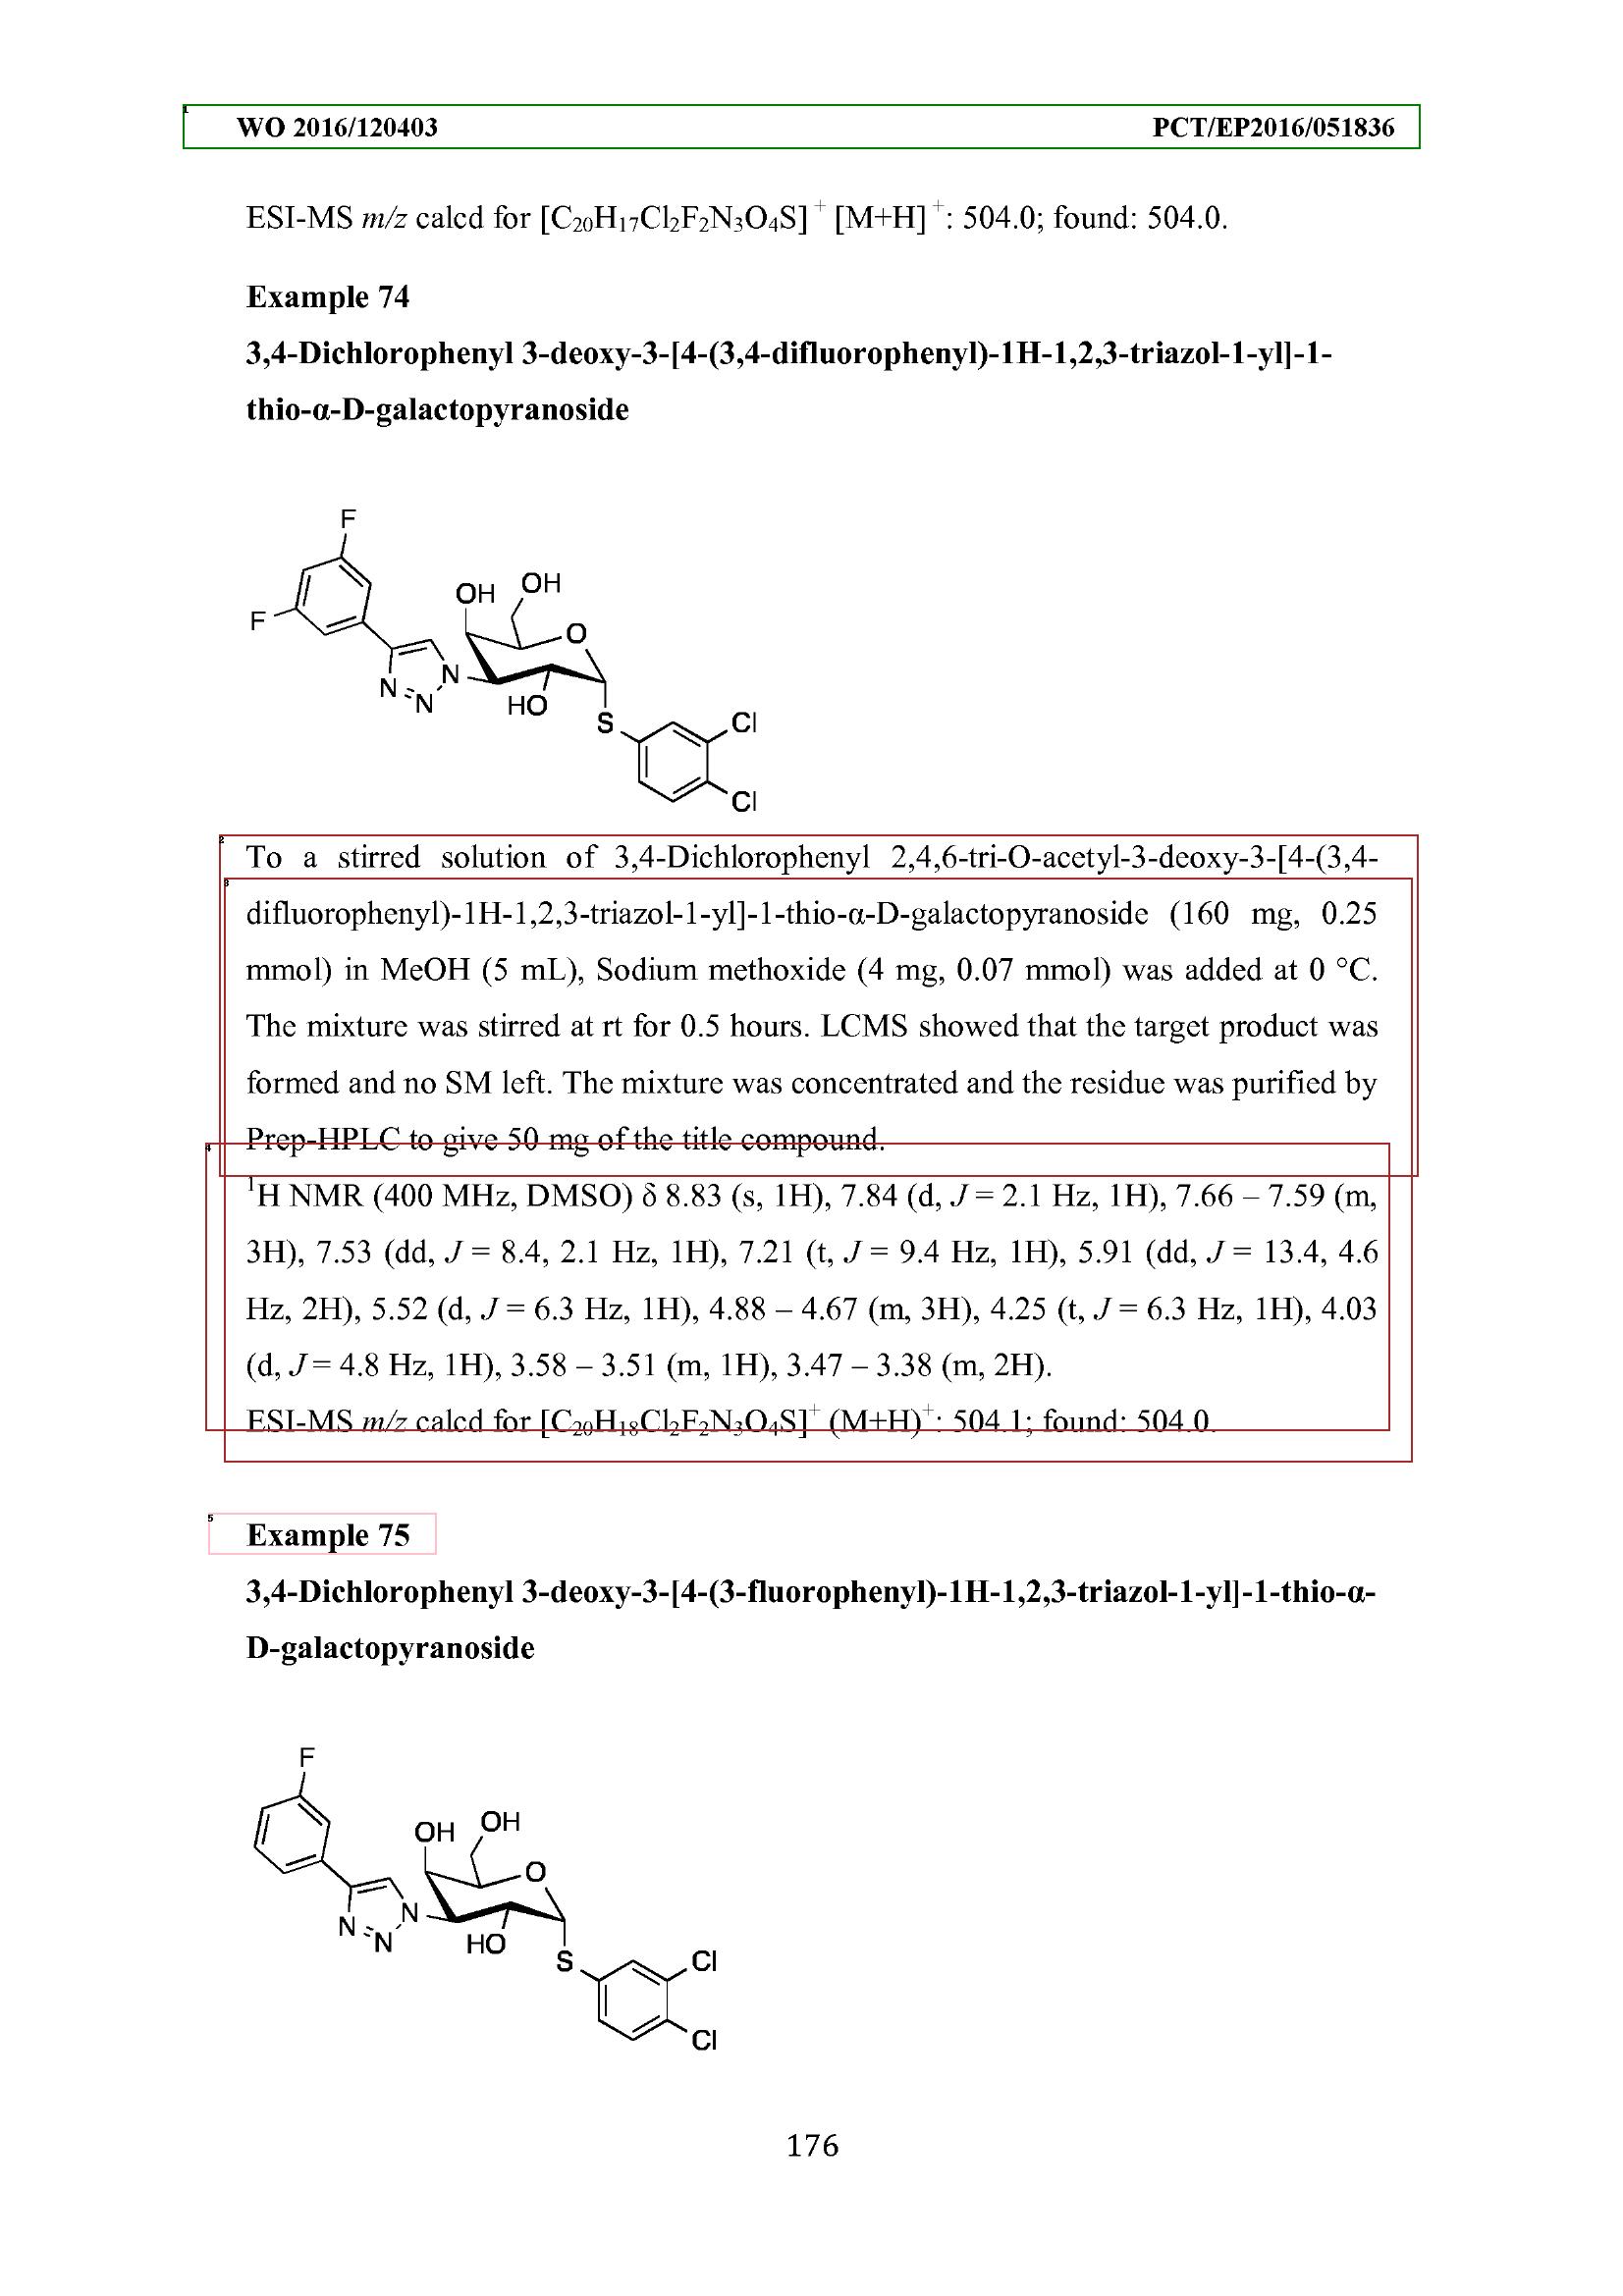 WO 2016/120403 PCT/EP2016/051836
ESI-MS m/z calcd for [C₂₀H₁₇Cl₂F₂N₃O₄S]⁺ [M+H]⁺: 504.0; found: 504.0.
Example 74
3,4-Dichlorophenyl 3-deoxy-3-[4-(3,4-difluorophenyl)-1H-1,2,3-triazol-1-yl]-1-
thio-α-D-galactopyranoside
F
OH
OH
F
O
N
N
N
HO
S
Cl
Cl
To a stirred solution of 3,4-Dichlorophenyl 2,4,6-tri-O-acetyl-3-deoxy-3-[4-(3,4-
difluorophenyl)-1H-1,2,3-triazol-1-yl]-1-thio-α-D-galactopyranoside (160 mg, 0.25
mmol) in MeOH (5 mL), Sodium methoxide (4 mg, 0.07 mmol) was added at 0 °C.
The mixture was stirred at rt for 0.5 hours. LCMS showed that the target product was
formed and no SM left. The mixture was concentrated and the residue was purified by
Prep-HPLC to give 50 mg of the title compound.
¹H NMR (400 MHz, DMSO) δ 8.83 (s, 1H), 7.84 (d, J = 2.1 Hz, 1H), 7.66 – 7.59 (m,
3H), 7.53 (dd, J = 8.4, 2.1 Hz, 1H), 7.21 (t, J = 9.4 Hz, 1H), 5.91 (dd, J = 13.4, 4.6
Hz, 2H), 5.52 (d, J = 6.3 Hz, 1H), 4.88 – 4.67 (m, 3H), 4.25 (t, J = 6.3 Hz, 1H), 4.03
(d, J = 4.8 Hz, 1H), 3.58 – 3.51 (m, 1H), 3.47 – 3.38 (m, 2H).
ESI-MS m/z calcd for [C₂₀H₁₈Cl₂F₂N₃O₄S]⁺ (M+H)⁺: 504.1; found: 504.0.
Example 75
3,4-Dichlorophenyl 3-deoxy-3-[4-(3-fluorophenyl)-1H-1,2,3-triazol-1-yl]-1-thio-α-
D-galactopyranoside
F
OH
OH
O
N
N
N
HO
S
Cl
Cl
176